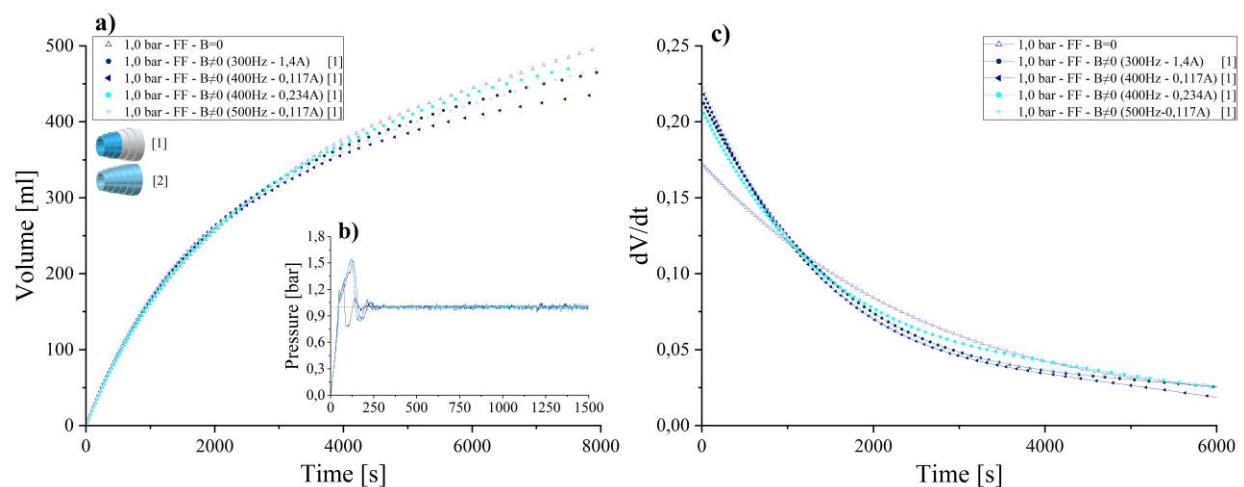 a)
500
400
300
200
100
0
Volume [ml]
1,0 bar - FF - B=0
1,0 bar - FF - B≠0 (300Hz - 1,4A) [1]
1,0 bar - FF - B≠0 (400Hz - 0,117A) [1]
1,0 bar - FF - B≠0 (400Hz - 0,234A) [1]
1,0 bar - FF - B≠0 (500Hz - 0,117A) [1]
[1]
[2]
b)
1,8
1,5
1,2
0,9
0,6
0,3
0,0
Pressure [bar]
0 250 500 750 1000 1250 1500
0 2000 4000 6000 8000
Time [s]
c)
0,25
0,20
0,15
0,10
0,05
0,00
dV/dt
1,0 bar - FF - B=0
1,0 bar - FF - B≠0 (300Hz - 1,4A) [1]
1,0 bar - FF - B≠0 (400Hz - 0,117A) [1]
1,0 bar - FF - B≠0 (400Hz - 0,234A) [1]
1,0 bar - FF - B≠0 (500Hz-0,117A) [1]
0 2000 4000 6000
Time [s]